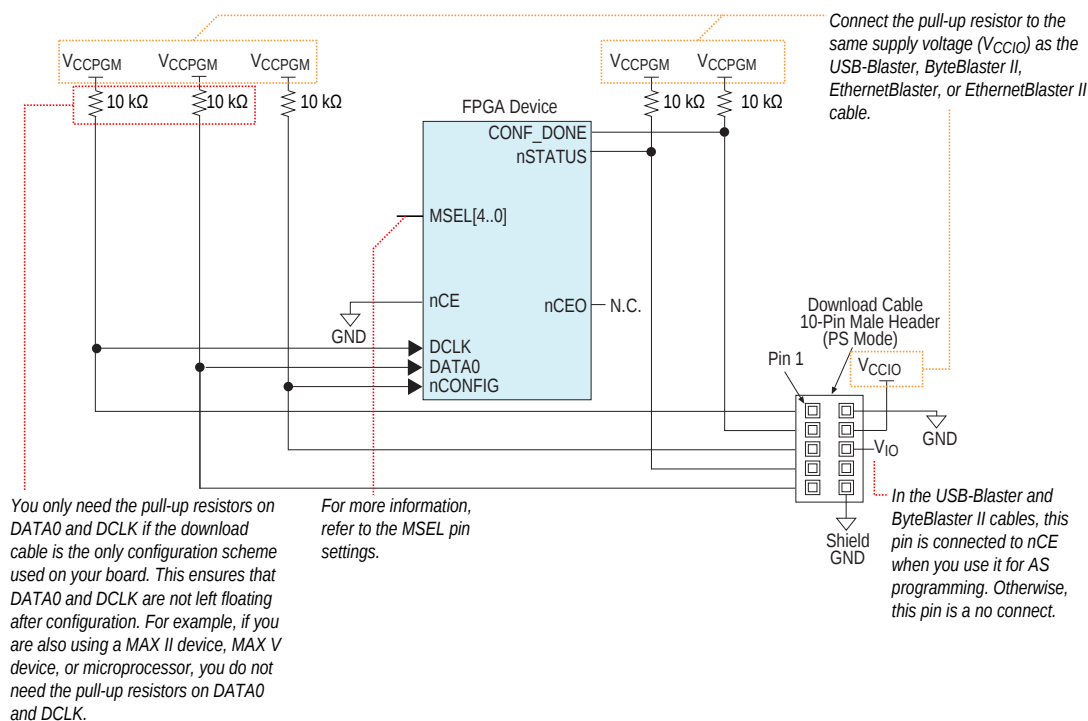 Connect the pull-up resistor to the
same supply voltage (VCCIO) as the
USB-Blaster, ByteBlaster II,
EthernetBlaster, or EthernetBlaster II
cable.
VCCPGM VCCPGM VCCPGM
VCCPGM VCCPGM
10 kΩ 10 kΩ 10 kΩ
10 kΩ 10 kΩ
FPGA Device
CONF_DONE
nSTATUS
MSEL[4..0]
nCE
nCEO N.C.
GND
DCLK
DATA0
nCONFIG
Download Cable
10-Pin Male Header
(PS Mode)
Pin 1
VCCIO
GND
VIO
Shield
GND
You only need the pull-up resistors on
DATA0 and DCLK if the download
cable is the only configuration scheme
used on your board. This ensures that
DATA0 and DCLK are not left floating
after configuration. For example, if you
are also using a MAX II device, MAX V
device, or microprocessor, you do not
need the pull-up resistors on DATA0
and DCLK.
For more information,
refer to the MSEL pin
settings.
In the USB-Blaster and
ByteBlaster II cables, this
pin is connected to nCE
when you use it for AS
programming. Otherwise,
this pin is a no connect.